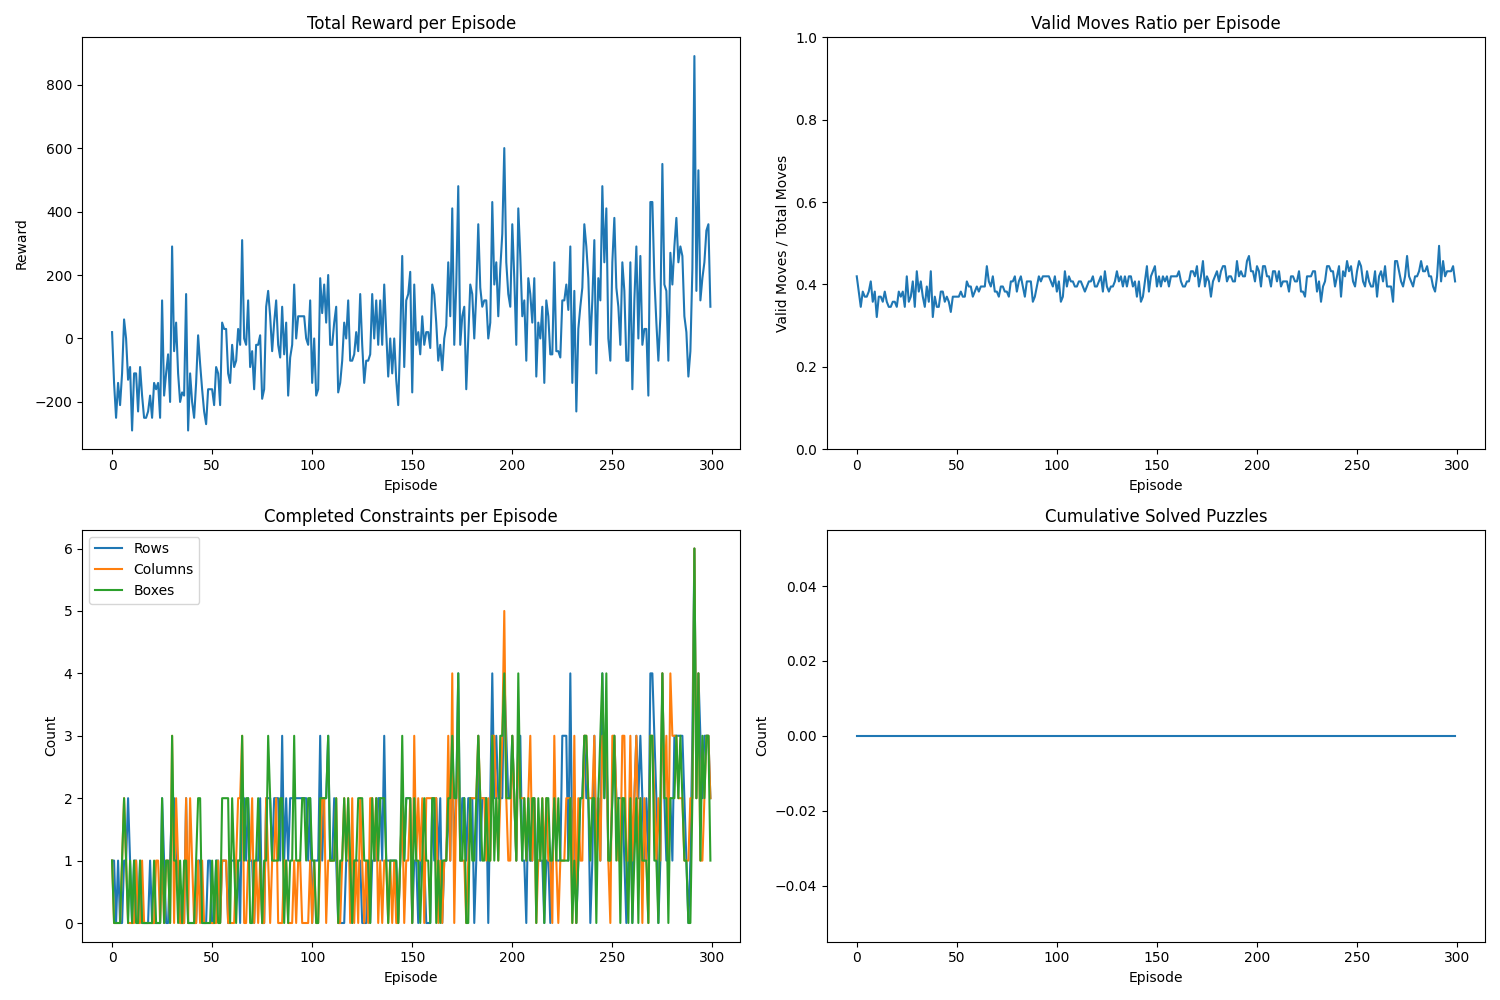 Total Reward per Episode
800
600
400
200
0
−200
Reward
0 50 100 150 200 250 300
Episode
Valid Moves Ratio per Episode
1.0
0.8
0.6
0.4
0.2
0.0
Valid Moves / Total Moves
0 50 100 150 200 250 300
Episode
Completed Constraints per Episode
Rows
Columns
Boxes
6
5
4
3
2
1
0
Count
0 50 100 150 200 250 300
Episode
Cumulative Solved Puzzles
0.04
0.02
0.00
−0.02
−0.04
Count
0 50 100 150 200 250 300
Episode